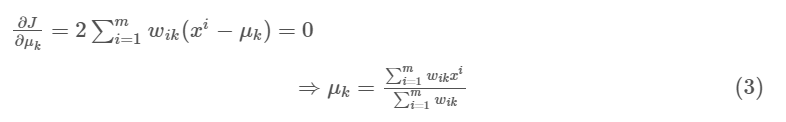 ∂J/∂μ_k = 2 ∑_{i=1}^{m} w_{ik}(x^i − μ_k) = 0
⇒ μ_k = ∑_{i=1}^{m} w_{ik}x^i / ∑_{i=1}^{m} w_{ik} (3)